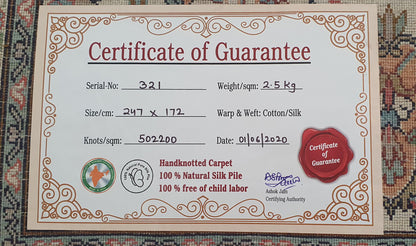 Certificate of Guarantee
Serial-No: 321 Weight/sqm: 2.5 kg
Size/cm: 247 x 172 Warp & Weft: Cotton/Silk
Knots/sqm: 502200 Date: 01/06/2020
Certificate
of
Guarantee
Handknotted Carpet
100 % Natural Silk Pile
100 % free of child labor
Ashok Jain
Certifying Authority